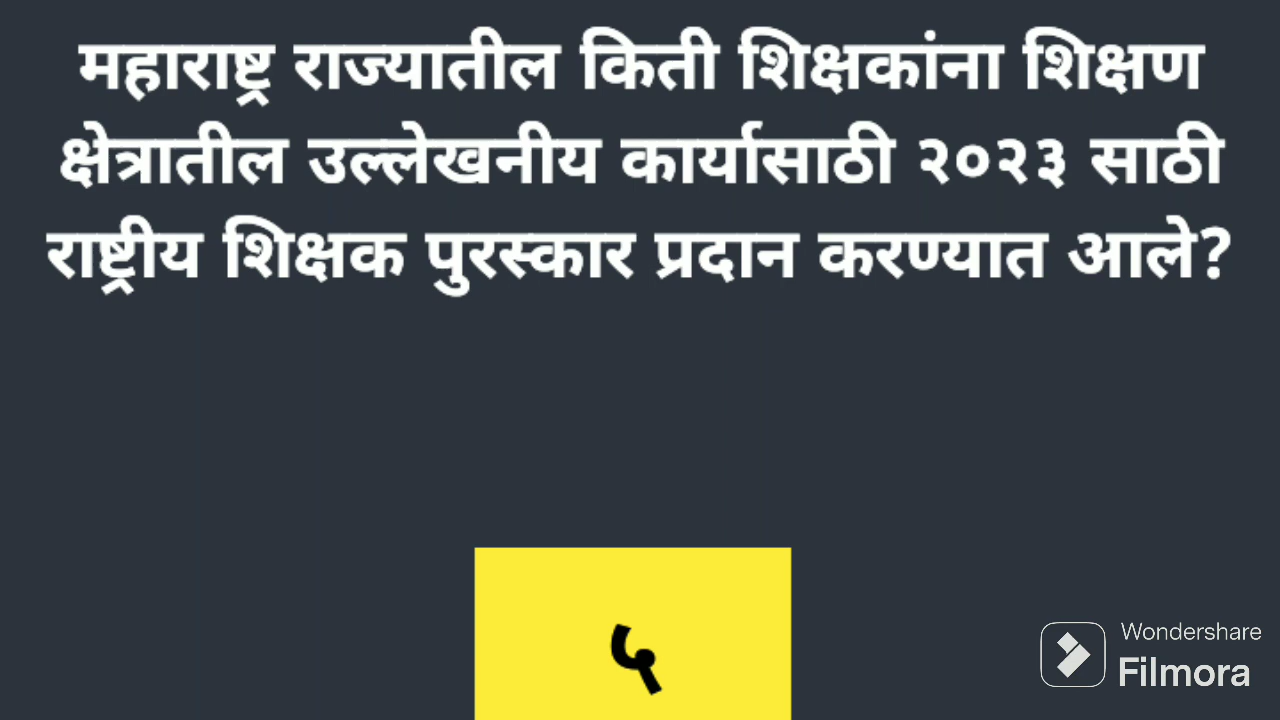 महाराष्ट्र राज्यातील किती शिक्षकांना शिक्षण
क्षेत्रातील उल्लेखनीय कार्यासाठी २०२३ साठी
राष्ट्रीय शिक्षक पुरस्कार प्रदान करण्यात आले?
५
Wondershare
Filmora